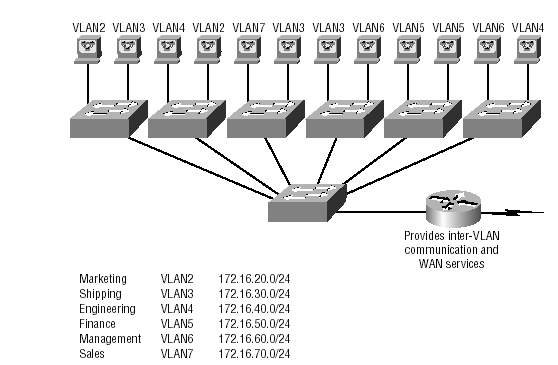 VLAN2 VLAN3 VLAN4 VLAN2 VLAN7 VLAN3 VLAN3 VLAN6 VLAN5 VLAN5 VLAN6 VLAN4
Provides inter-VLAN
communication and
WAN services
Marketing VLAN2 172.16.20.0/24
Shipping VLAN3 172.16.30.0/24
Engineering VLAN4 172.16.40.0/24
Finance VLAN5 172.16.50.0/24
Management VLAN6 172.16.60.0/24
Sales VLAN7 172.16.70.0/24